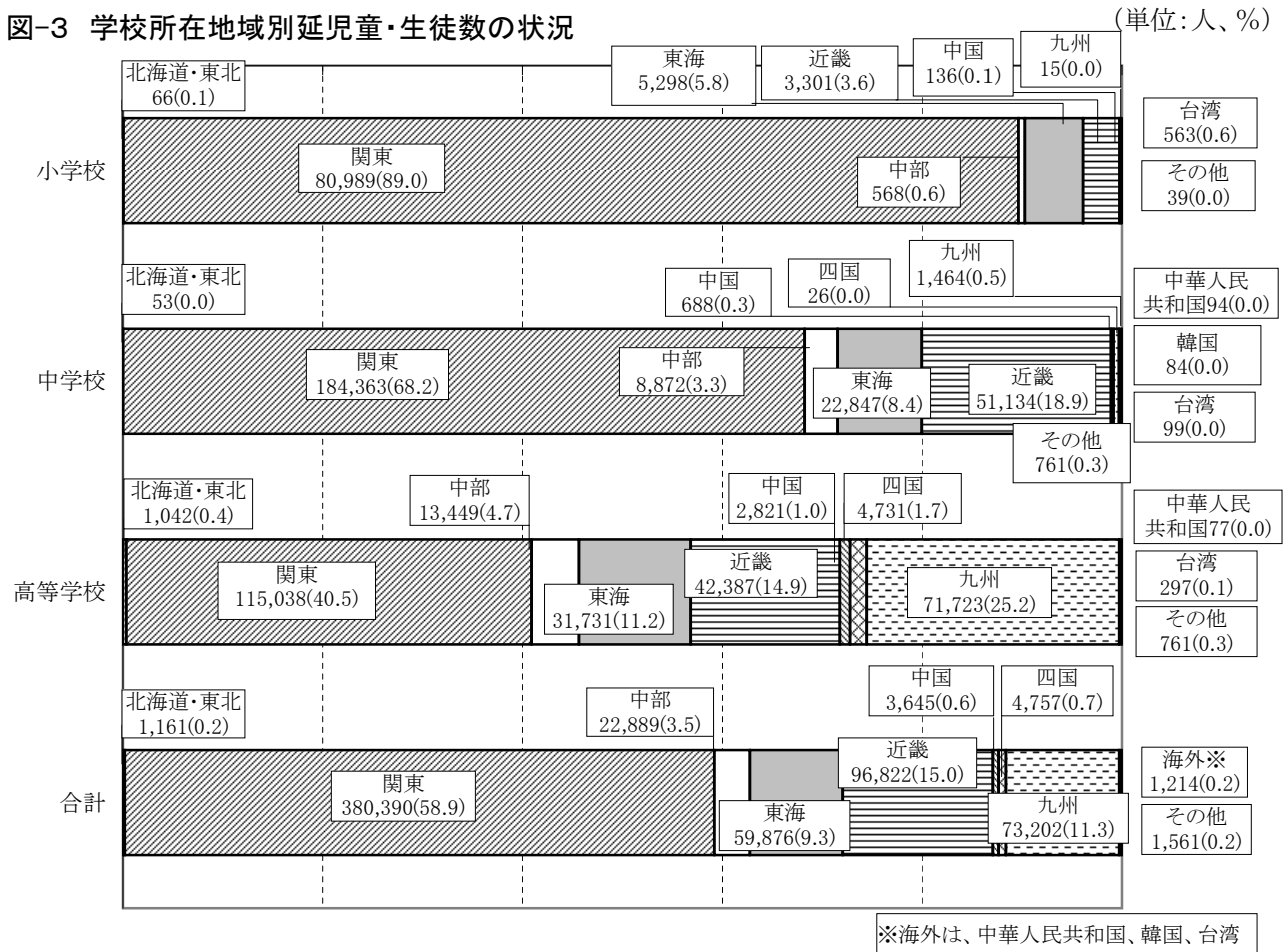 図-3 学校所在地域別延児童・生徒数の状況
(単位：人、%)
小学校
北海道・東北
66(0.1)
関東
80,989(89.0)
中部
568(0.6)
東海
5,298(5.8)
近畿
3,301(3.6)
中国
136(0.1)
九州
15(0.0)
台湾
563(0.6)
その他
39(0.0)
中学校
北海道・東北
53(0.0)
関東
184,363(68.2)
中部
8,872(3.3)
東海
22,847(8.4)
近畿
51,134(18.9)
中国
688(0.3)
四国
26(0.0)
九州
1,464(0.5)
その他
761(0.3)
中華人民
共和国94(0.0)
韓国
84(0.0)
台湾
99(0.0)
高等学校
北海道・東北
1,042(0.4)
関東
115,038(40.5)
中部
13,449(4.7)
東海
31,731(11.2)
近畿
42,387(14.9)
中国
2,821(1.0)
四国
4,731(1.7)
九州
71,723(25.2)
中華人民
共和国77(0.0)
台湾
297(0.1)
その他
761(0.3)
合計
北海道・東北
1,161(0.2)
関東
380,390(58.9)
中部
22,889(3.5)
東海
59,876(9.3)
近畿
96,822(15.0)
中国
3,645(0.6)
四国
4,757(0.7)
九州
73,202(11.3)
海外※
1,214(0.2)
その他
1,561(0.2)
※海外は、中華人民共和国、韓国、台湾